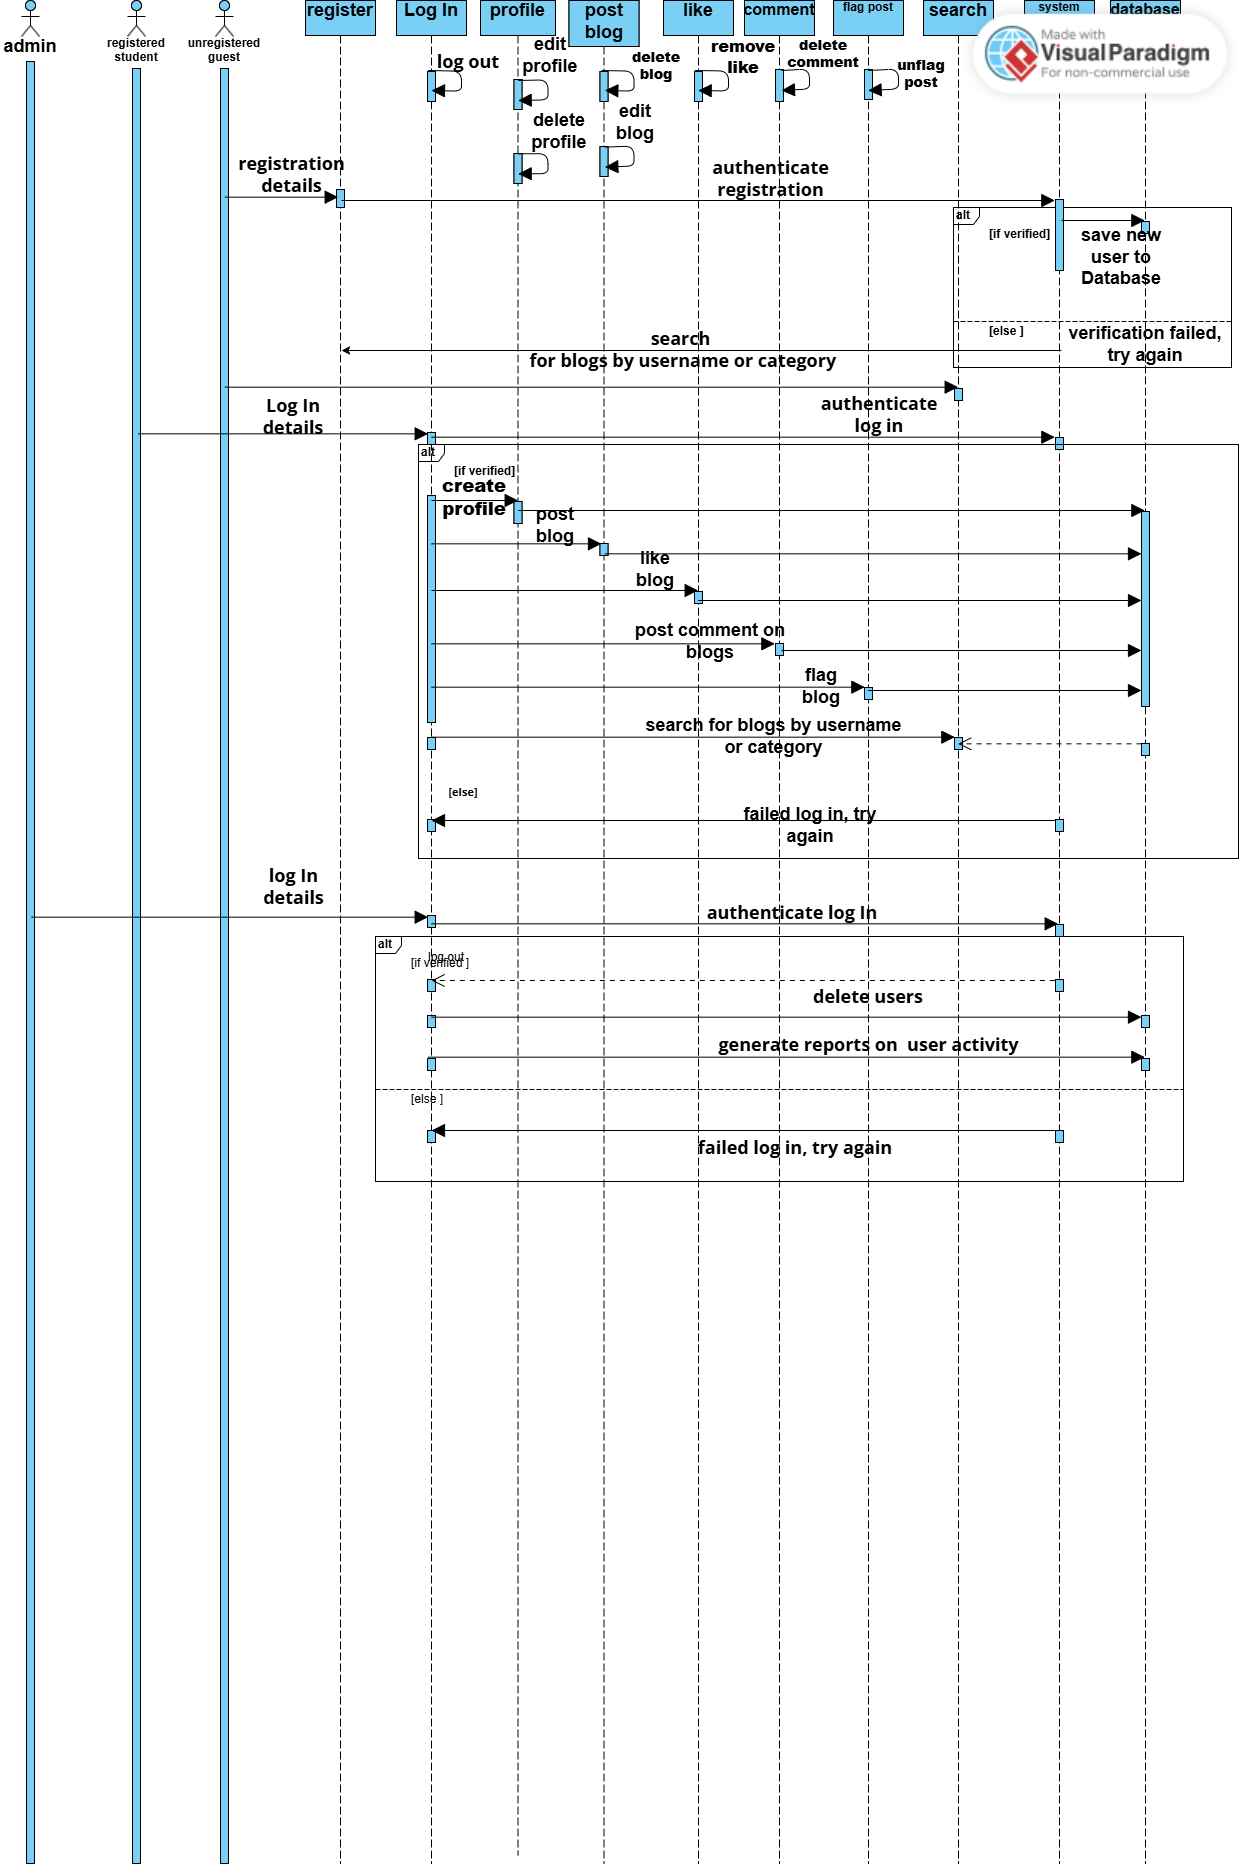 admin
registered
student
unregistered
guest
register
Log In
profile
post
blog
like
comment
flag post
search
system
database
Made with
Visual Paradigm
For non-commercial use
log out
edit
profile
delete
blog
remove
like
delete
comment
unflag
post
delete
profile
edit
blog
registration
details
authenticate
registration
alt
[if verified]
save new
user to
Database
[else ]
verification failed,
try again
search
for blogs by username or category
Log In
details
authenticate
log in
alt
[if verified]
create
profile
post
blog
like
blog
post comment on
blogs
flag
blog
search for blogs by username
or category
[else]
failed log in, try
again
log In
details
authenticate log In
alt
log out
[if verified ]
delete users
generate reports on  user activity
[else ]
failed log in, try again